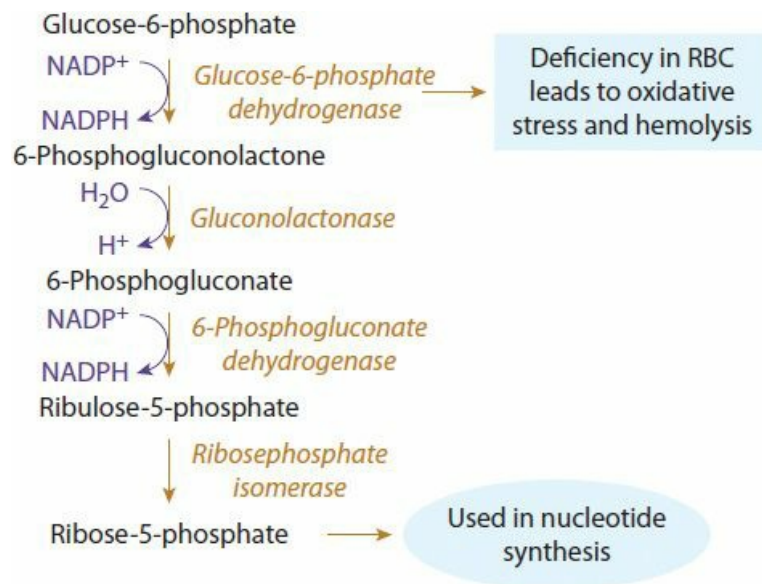 Glucose-6-phosphate
NADP⁺
Glucose-6-phosphate
dehydrogenase
Deficiency in RBC
leads to oxidative
stress and hemolysis
NADPH
6-Phosphogluconolactone
H₂O
Gluconolactonase
H⁺
6-Phosphogluconate
NADP⁺
6-Phosphogluconate
dehydrogenase
NADPH
Ribulose-5-phosphate
Ribosephosphate
isomerase
Ribose-5-phosphate
Used in nucleotide
synthesis